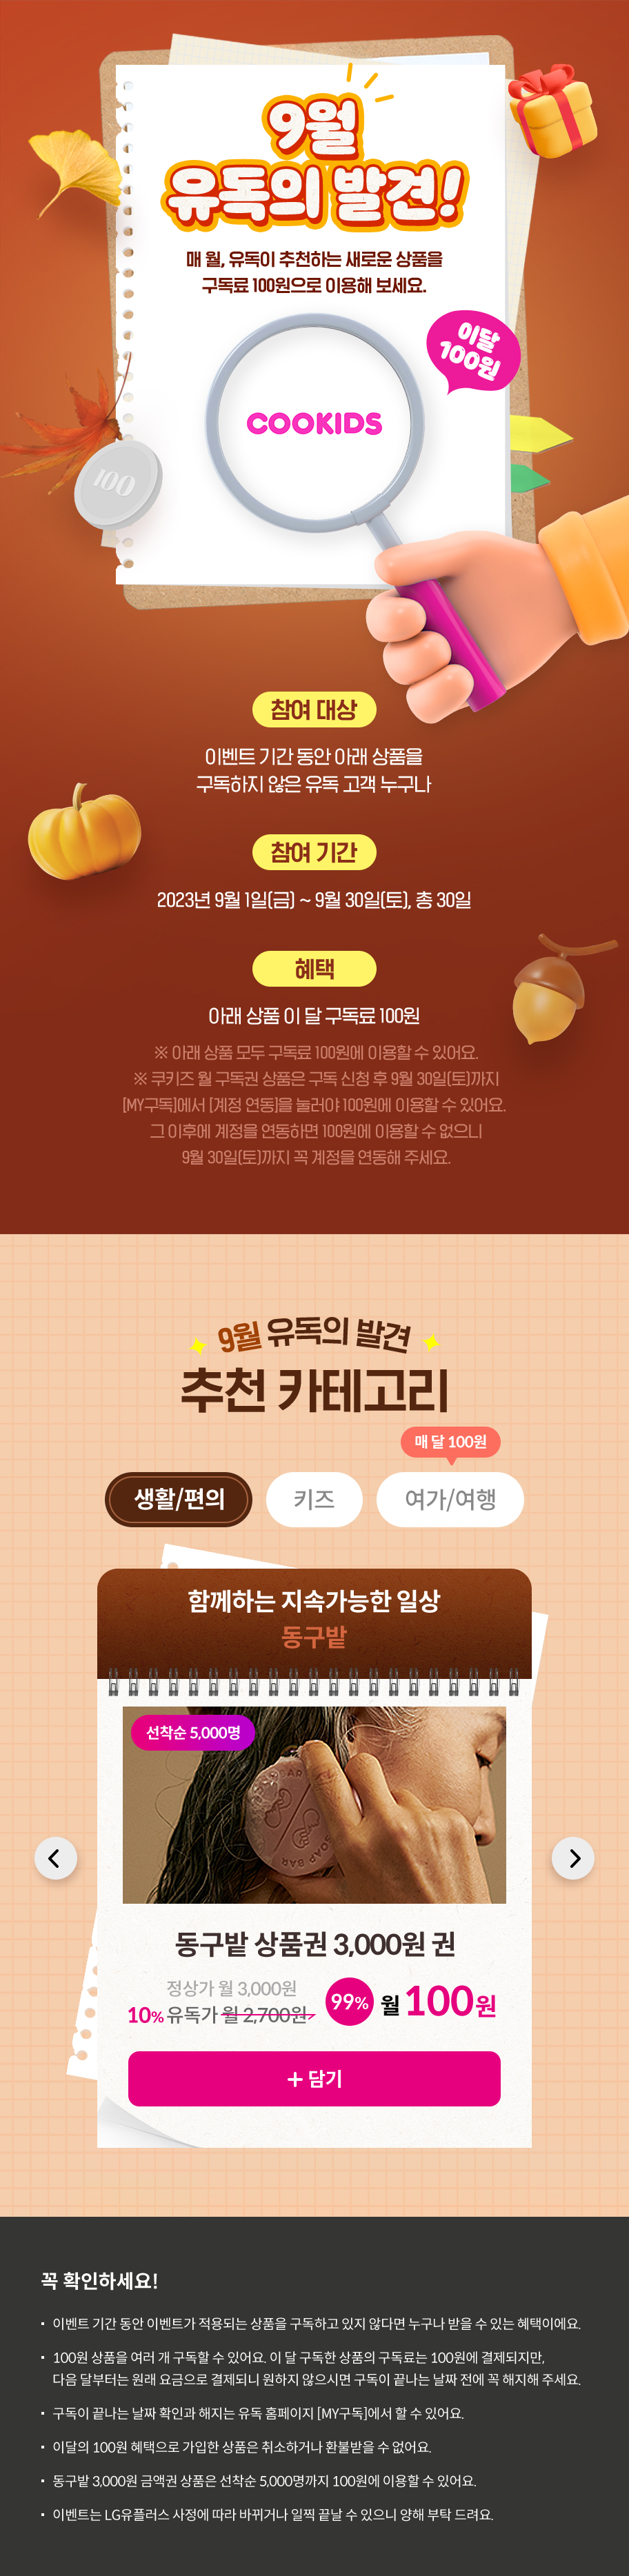 9월
유독의 발견!
매 월, 유독이 추천하는 새로운 상품을
구독료 100원으로 이용해 보세요.
이달
100원
COOKIDS
100
참여 대상
이벤트 기간 동안 아래 상품을
구독하지 않은 유독 고객 누구나
참여 기간
2023년 9월 1일(금) ~ 9월 30일(토), 총 30일
혜택
아래 상품 이 달 구독료 100원
※ 아래 상품 모두 구독료 100원에 이용할 수 있어요.
※ 쿠키즈 월 구독권 상품은 구독 신청 후 9월 30일(토)까지
[MY구독]에서 [계정 연동]을 눌러야 100원에 이용할 수 있어요.
그 이후에 계정을 연동하면 100원에 이용할 수 없으니
9월 30일(토)까지 꼭 계정을 연동해 주세요.
9월 유독의 발견
추천 카테고리
매 달 100원
생활/편의 키즈 여가/여행
함께하는 지속가능한 일상
동구밭
선착순 5,000명
SOAP BAR
동구밭 상품권 3,000원 권
정상가 월 3,000원
10% 유독가 월 2,700원
99% 월 100원
+ 담기
꼭 확인하세요!
• 이벤트 기간 동안 이벤트가 적용되는 상품을 구독하고 있지 않다면 누구나 받을 수 있는 혜택이에요.
• 100원 상품을 여러 개 구독할 수 있어요. 이 달 구독한 상품의 구독료는 100원에 결제되지만,
다음 달부터는 원래 요금으로 결제되니 원하지 않으시면 구독이 끝나는 날짜 전에 꼭 해지해 주세요.
• 구독이 끝나는 날짜 확인과 해지는 유독 홈페이지 [MY구독]에서 할 수 있어요.
• 이달의 100원 혜택으로 가입한 상품은 취소하거나 환불받을 수 없어요.
• 동구밭 3,000원 금액권 상품은 선착순 5,000명까지 100원에 이용할 수 있어요.
• 이벤트는 LG유플러스 사정에 따라 바뀌거나 일찍 끝날 수 있으니 양해 부탁 드려요.